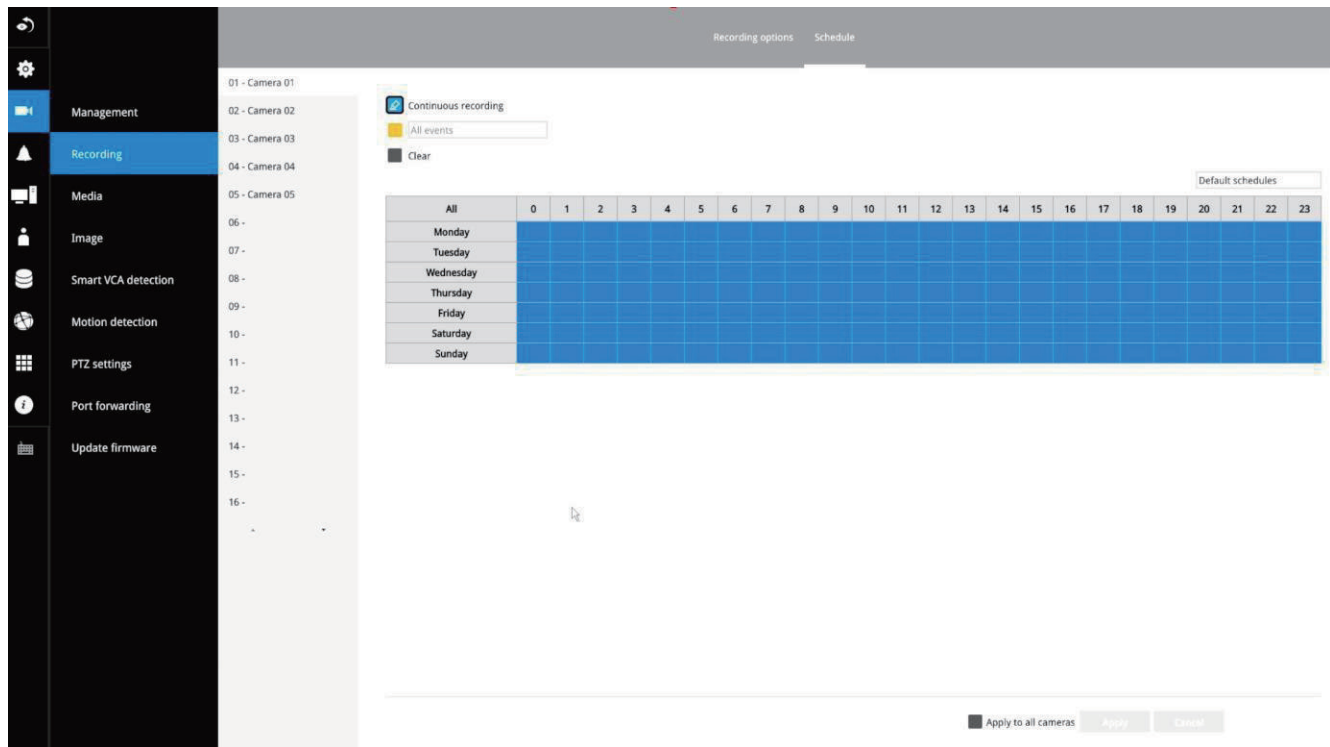 Recording options Schedule
Management
Recording
Media
Image
Smart VCA detection
Motion detection
PTZ settings
Port forwarding
Update firmware
01 - Camera 01
02 - Camera 02
03 - Camera 03
04 - Camera 04
05 - Camera 05
06 -
07 -
08 -
09 -
10 -
11 -
12 -
13 -
14 -
15 -
16 -
Continuous recording
All events
Clear
Default schedules
All 0 1 2 3 4 5 6 7 8 9 10 11 12 13 14 15 16 17 18 19 20 21 22 23
Monday
Tuesday
Wednesday
Thursday
Friday
Saturday
Sunday
Apply to all cameras Apply Cancel